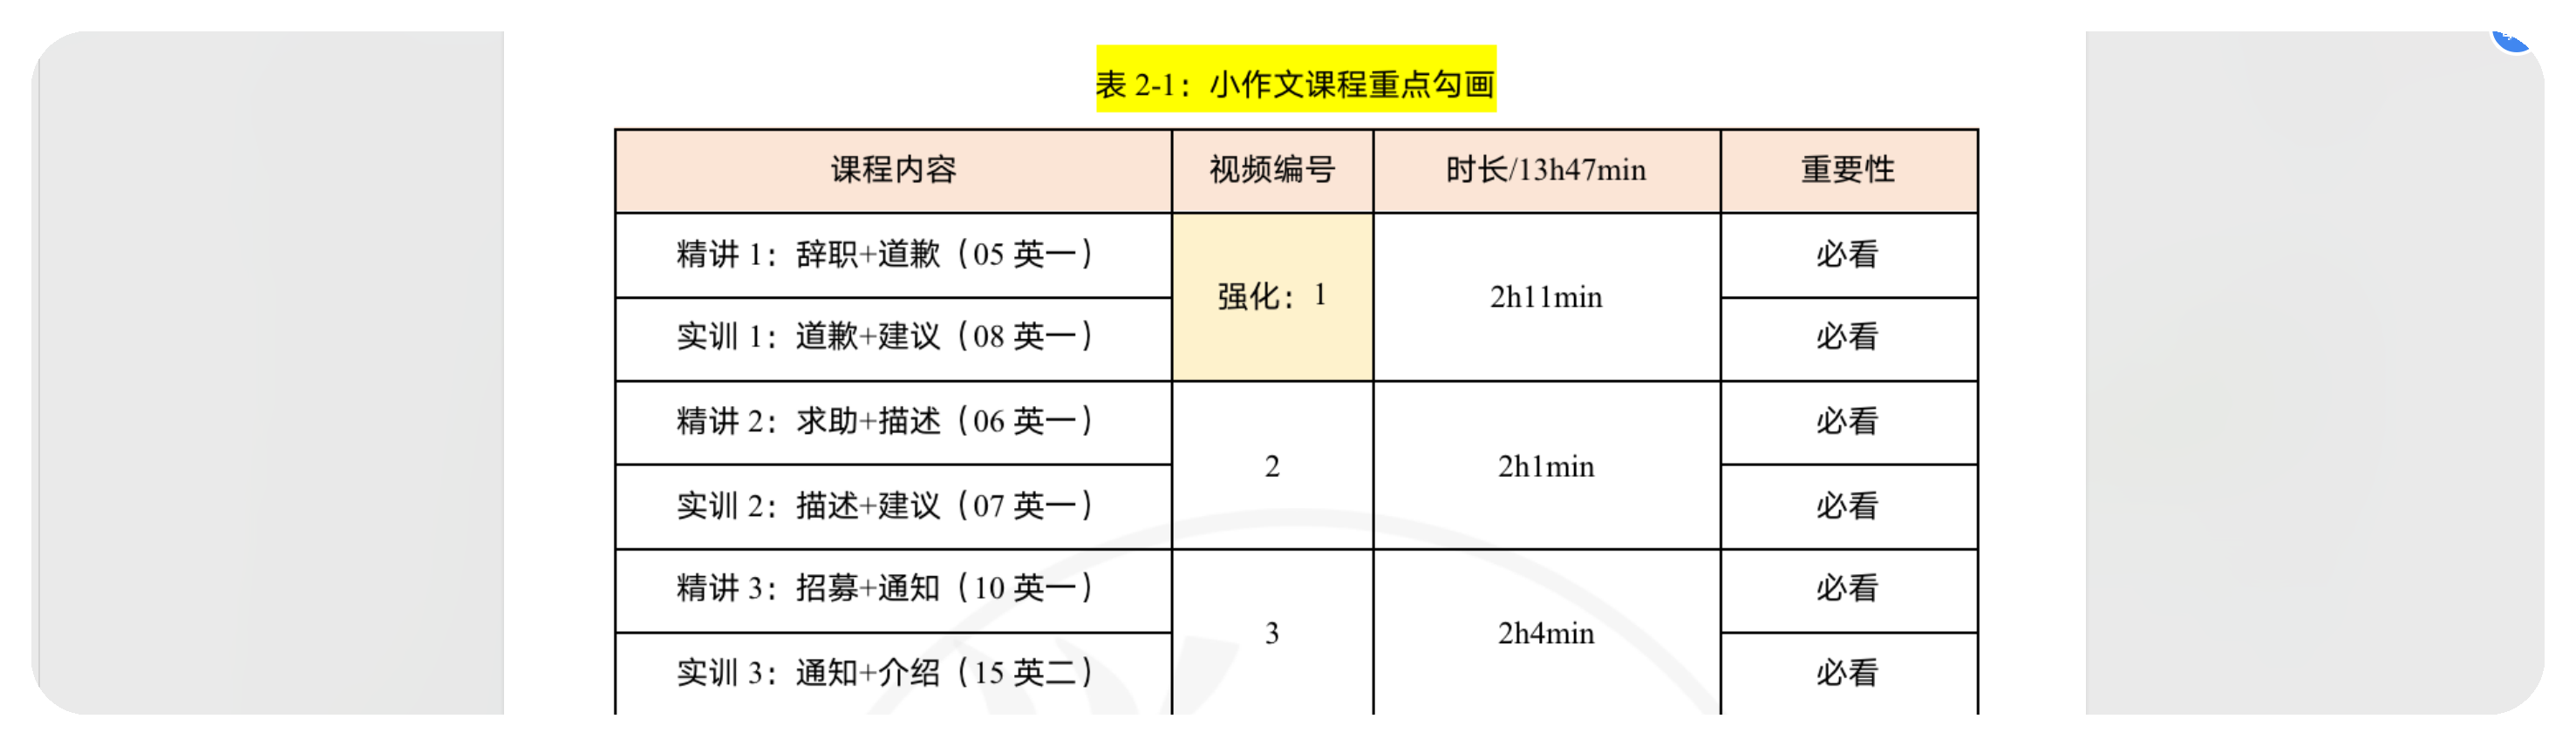 表 2-1：小作文课程重点勾画
课程内容 视频编号 时长/13h47min 重要性
精讲 1：辞职+道歉（05 英一） 强化：1 2h11min 必看
实训 1：道歉+建议（08 英一） 必看
精讲 2：求助+描述（06 英一） 2 2h1min 必看
实训 2：描述+建议（07 英一） 必看
精讲 3：招募+通知（10 英一） 3 2h4min 必看
实训 3：通知+介绍（15 英二） 必看